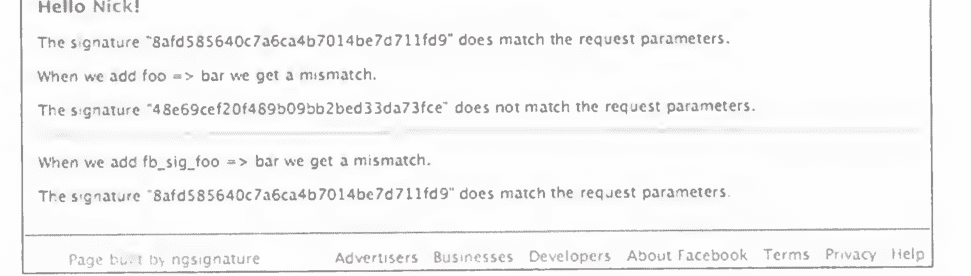 Hello Nick!
The signature "8afd585640c7a6ca4b7014be7d711fd9" does match the request parameters.
When we add foo => bar we get a mismatch.
The signature "48e69cef20f489b09bb2bed33da73fce" does not match the request parameters.
When we add fb_sig_foo => bar we get a mismatch.
The signature "8afd585640c7a6ca4b7014be7d711fd9" does match the request parameters.
Page built by ngsignature Advertisers Businesses Developers About Facebook Terms Privacy Help